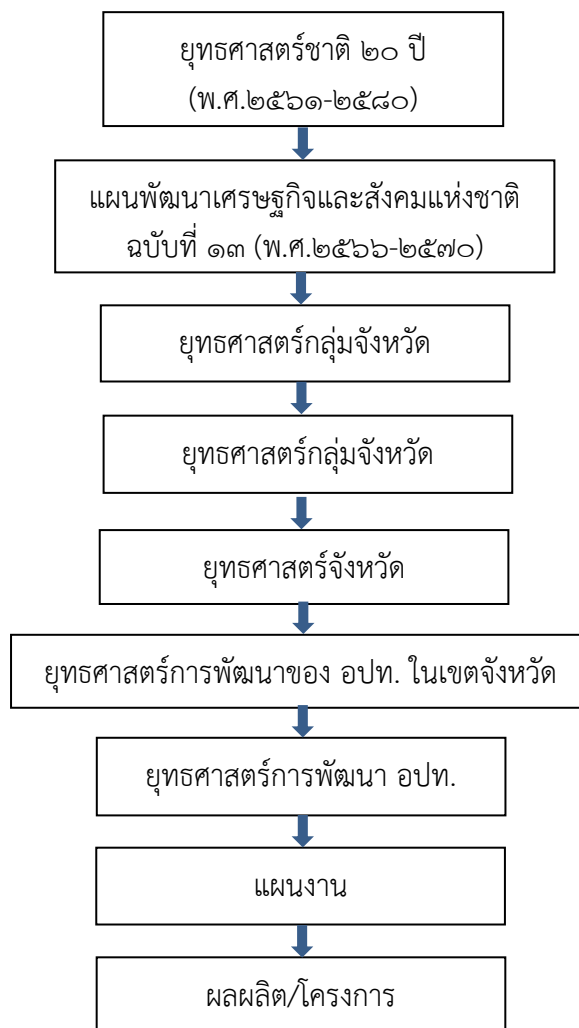 ยุทธศาสตร์ชาติ ๒๐ ปี
(พ.ศ.๒๕๖๑-๒๕๘๐)
แผนพัฒนาเศรษฐกิจและสังคมแห่งชาติ
ฉบับที่ ๑๓ (พ.ศ.๒๕๖๖-๒๕๗๐)
ยุทธศาสตร์กลุ่มจังหวัด
ยุทธศาสตร์กลุ่มจังหวัด
ยุทธศาสตร์จังหวัด
ยุทธศาสตร์การพัฒนาของ อปท. ในเขตจังหวัด
ยุทธศาสตร์การพัฒนา อปท.
แผนงาน
ผลผลิต/โครงการ